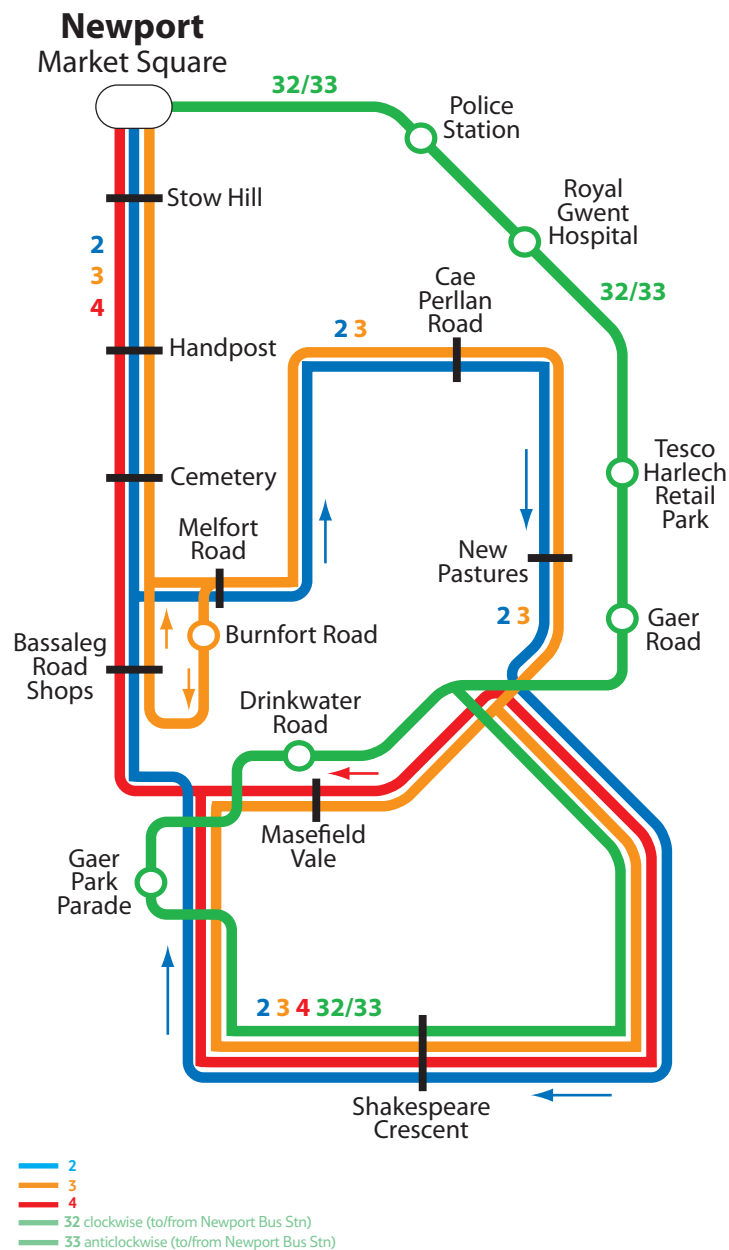 Newport
Market Square
32/33
Police
Station
Stow Hill
Royal
Gwent
Hospital
2
3
4
Cae
Perllan
Road
32/33
2 3
Handpost
Tesco
Harlech
Retail
Park
Cemetery
Melfort
Road
New
Pastures
2 3
Gaer
Road
Burnfort Road
Bassaleg
Road
Shops
Drinkwater
Road
Masefield
Vale
Gaer
Park
Parade
2 3 4 32/33
Shakespeare
Crescent
2
3
4
32 clockwise (to/from Newport Bus Stn)
33 anticlockwise (to/from Newport Bus Stn)